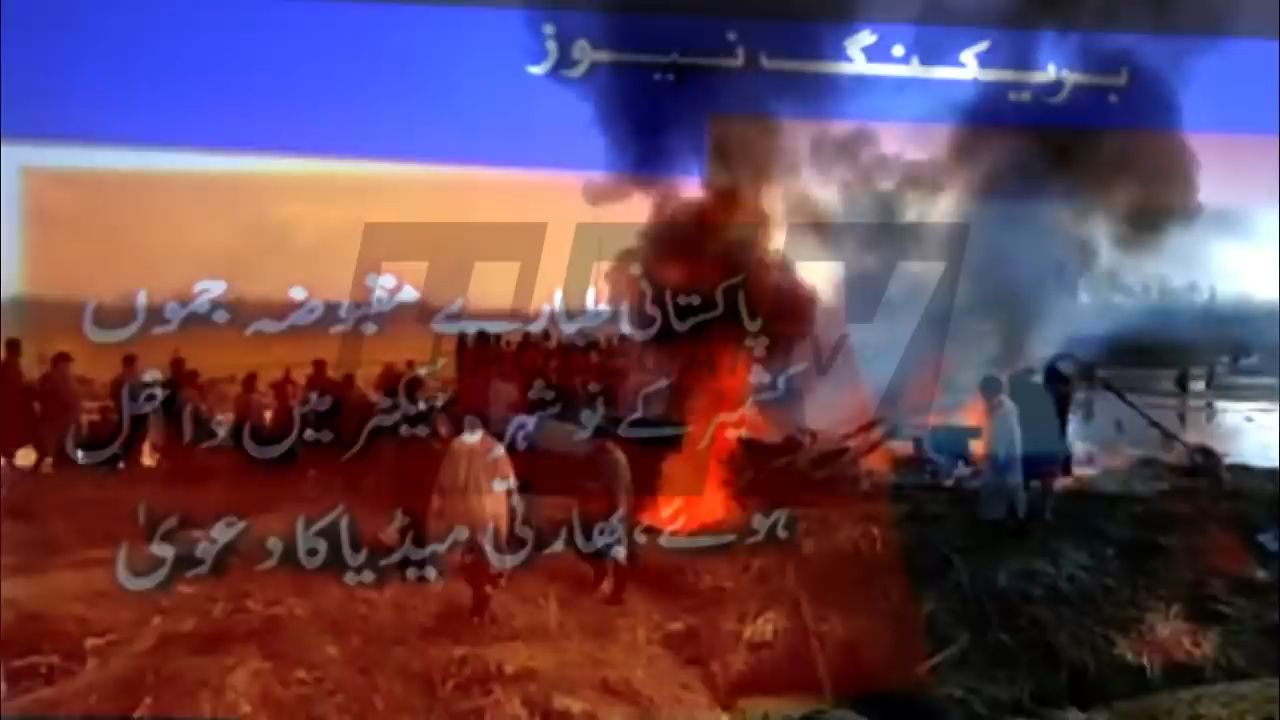 بریکنگ نیوز
پاکستانی طیارے مقبوضہ جموں
کشمیر کے نوشہرہ سیکٹر میں داخل
ہوئے، بھارتی میڈیا کا دعویٰ